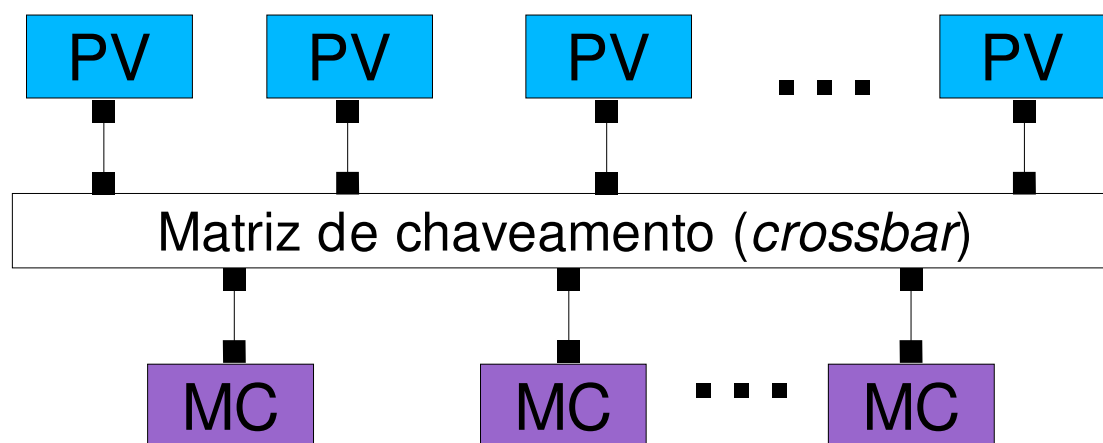 PV PV PV ... PV
Matriz de chaveamento (crossbar)
MC MC ... MC